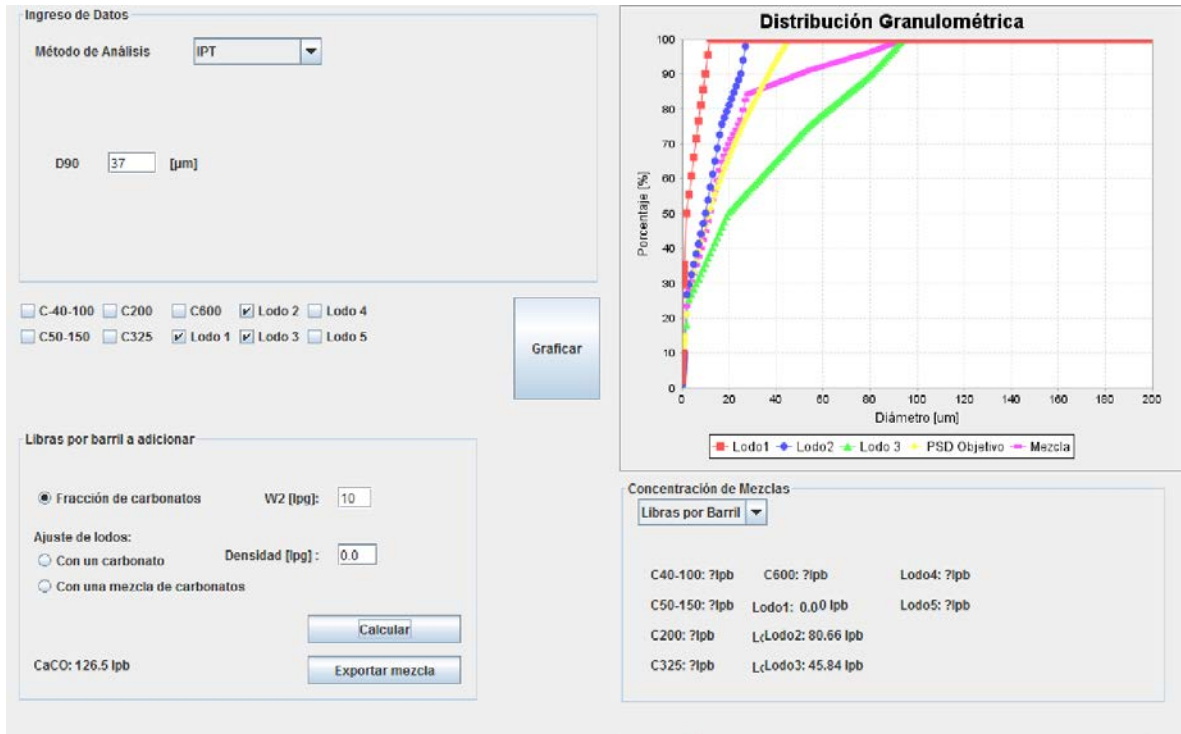 Ingreso de Datos
Método de Análisis IPT
D90 37 [µm]
C-40-100 C200 C600 Lodo 2 Lodo 4
C50-150 C325 Lodo 1 Lodo 3 Lodo 5
Graficar
Libras por barril a adicionar
Fracción de carbonatos W2 [lpg]: 10
Ajuste de lodos:
Con un carbonato Densidad [lpg] : 0.0
Con una mezcla de carbonatos
Calcular
CaCO: 126.5 lpb Exportar mezcla
Distribución Granulométrica
Porcentaje [%]
100
90
80
70
60
50
40
30
20
10
0
0 20 40 60 80 100 120 140 160 180 200
Diámetro [um]
Lodo1 Lodo2 Lodo 3 PSD Objetivo Mezcla
Concentración de Mezclas
Libras por Barril
C40-100: ?lpb C600: ?lpb Lodo4: ?lpb
C50-150: ?lpb Lodo1: 0.00 lpb Lodo5: ?lpb
C200: ?lpb Lodo2: 80.66 lpb
C325: ?lpb Lodo3: 45.84 lpb